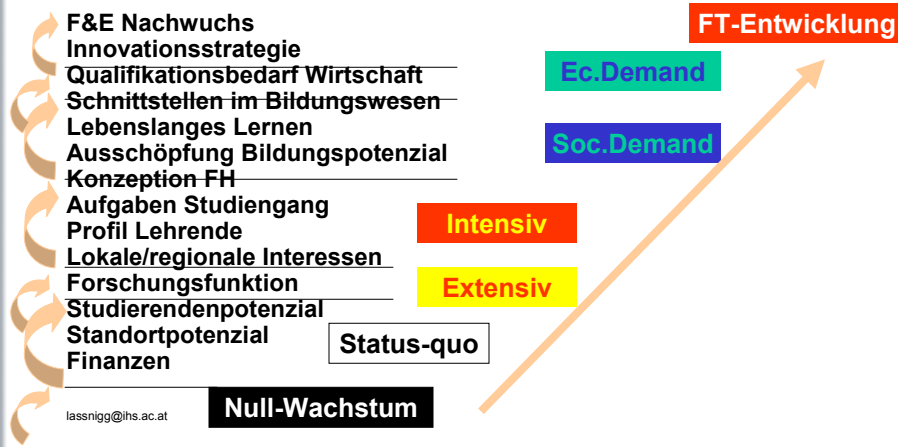 F&E Nachwuchs
Innovationsstrategie
Qualifikationsbedarf Wirtschaft
Schnittstellen im Bildungswesen
Lebenslanges Lernen
Ausschöpfung Bildungspotenzial
Konzeption FH
Aufgaben Studiengang
Profil Lehrende
Lokale/regionale Interessen
Forschungsfunktion
Studierendenpotenzial
Standortpotenzial
Finanzen
lassnigg@ihs.ac.at
FT-Entwicklung
Ec.Demand
Soc.Demand
Intensiv
Extensiv
Status-quo
Null-Wachstum